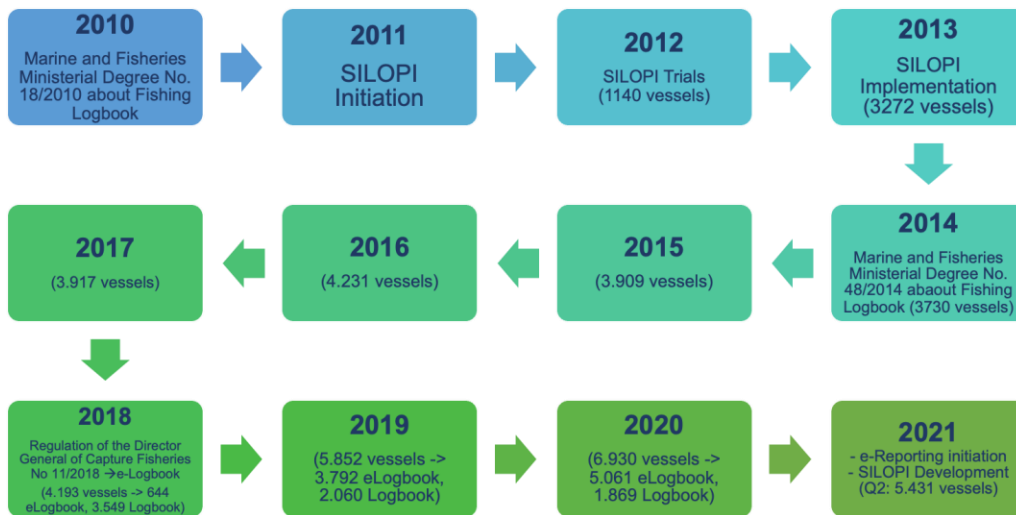 2010
Marine and Fisheries
Ministerial Degree No.
18/2010 about Fishing
Logbook
2011
SILOPI
Initiation
2012
SILOPI Trials
(1140 vessels)
2013
SILOPI
Implementation
(3272 vessels)
2014
Marine and Fisheries
Ministerial Degree No.
48/2014 abaout Fishing
Logbook (3730 vessels)
2015
(3.909 vessels)
2016
(4.231 vessels)
2017
(3.917 vessels)
2018
Regulation of the Director
General of Capture Fisheries
No 11/2018 →e-Logbook
(4.193 vessels -> 644
eLogbook, 3.549 Logbook)
2019
(5.852 vessels ->
3.792 eLogbook,
2.060 Logbook)
2020
(6.930 vessels ->
5.061 eLogbook,
1.869 Logbook)
2021
- e-Reporting initiation
- SILOPI Development
(Q2: 5.431 vessels)